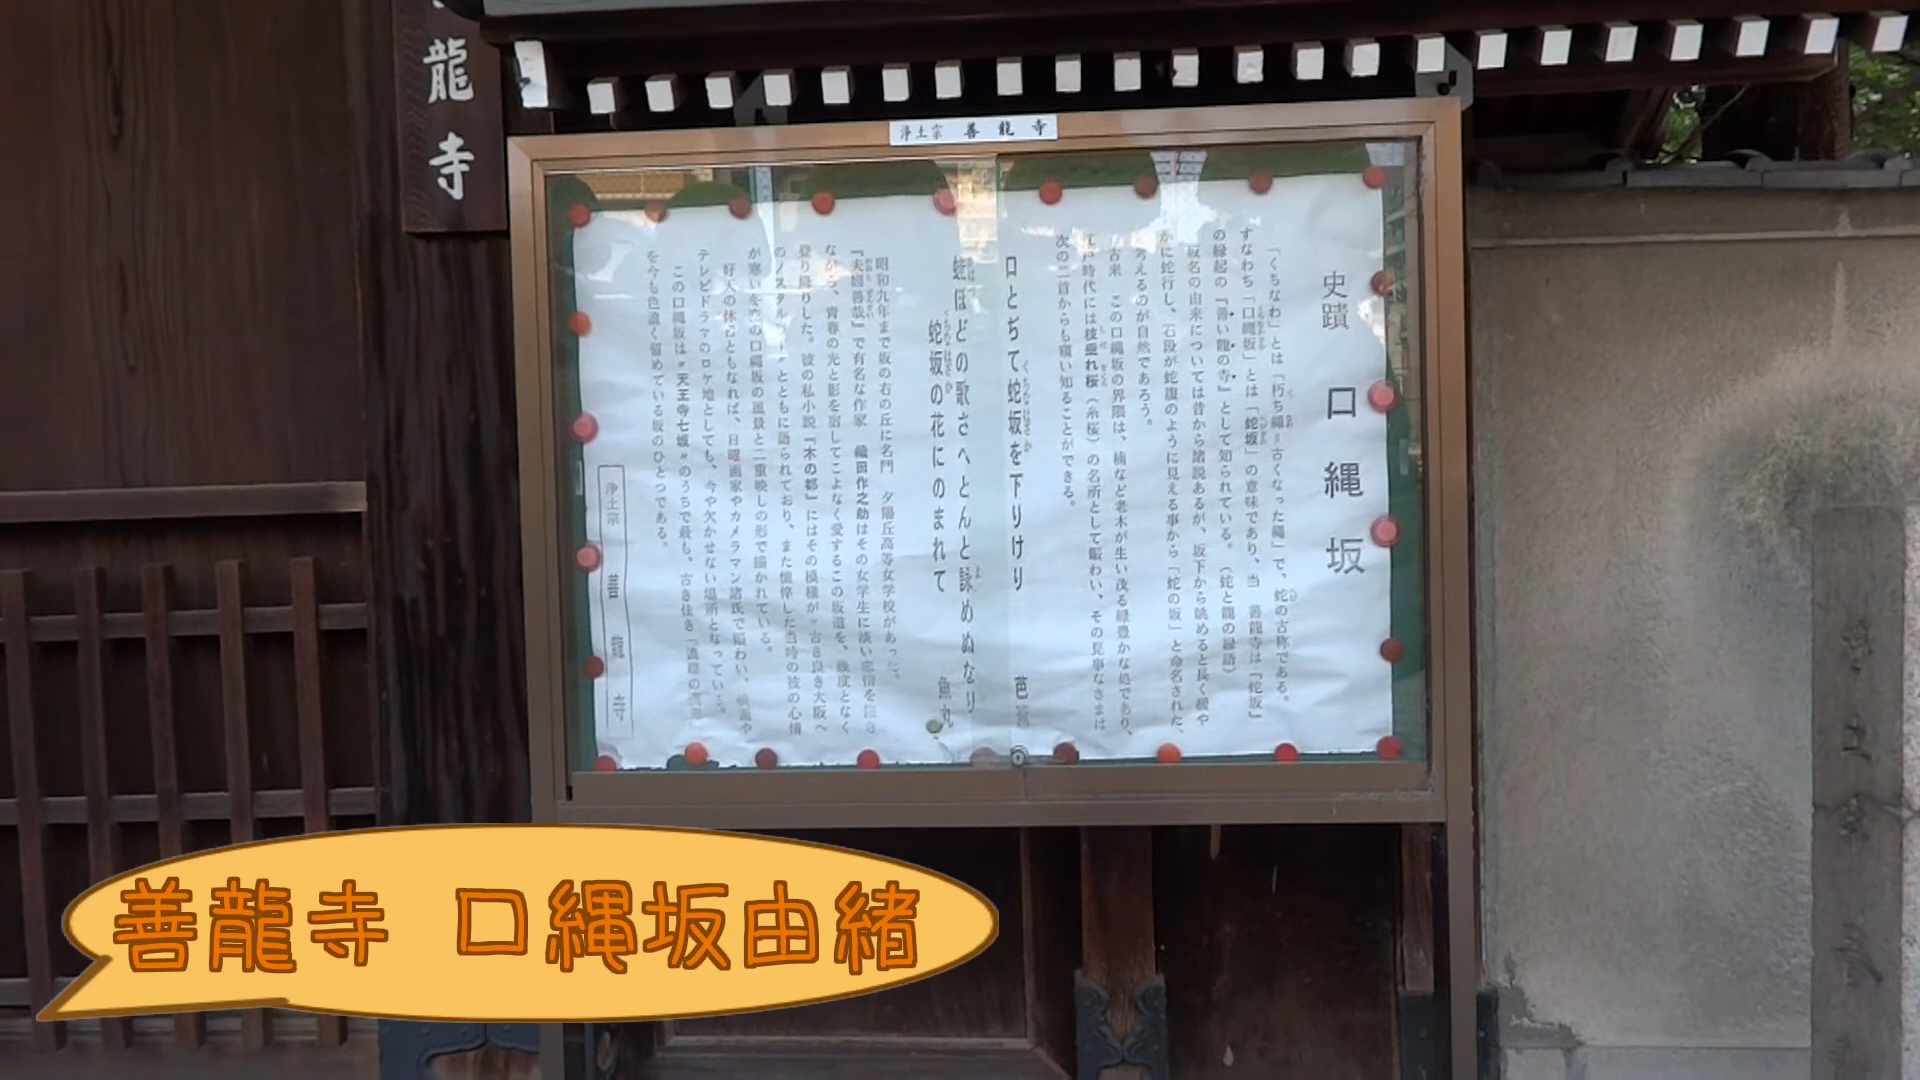 龍寺
浄土宗 善龍寺
史蹟 口縄坂
「くちなわ」とは「朽ち縄=古くなった縄」で、蛇の古称である。
すなわち「口縄坂」とは「蛇坂」の意味であり、当 善龍寺は『蛇坂』
の縁起の『善い龍の寺』として知られている。(蛇と龍の縁語)
坂名の由来については昔から諸説あるが、坂下から眺めると長く緩や
かに蛇行し、石段が蛇腹のように見える事から「蛇の坂」と命名された、
考えるのが自然であろう。
古来 この口縄坂の界隈は、楠など老木が生い茂る緑豊かな処であり、
江戸時代には枝垂れ桜(糸桜)の名所として賑わい、その見事なさまは
次の二首からも窺い知ることができる。
口とぢて蛇坂を下りけり
蛙ほどの歌さへとんと詠めぬなり
蛇坂の花にのまれて 魚丸
昭和九年まで坂の右の丘に名門 夕陽丘高等女学校があった。
『夫婦善哉』で有名な作家 織田作之助はその女学生に淡い恋情を
ながら、青春の光と影を宿してこよなく愛するこの坂道を、幾度となく
登り降りした。彼の私小説『木の都』にはその模様が"古き良き大阪へ
のノスタルジーとともに語られており、また憔悴した当時の彼の心情
が寒い冬空の口縄坂の風景と二重映しの形で描かれている。
好天の休日ともなれば、日曜画家やカメラマン諸氏で賑わい、映画や
テレビドラマのロケ地としても、今や欠かせない場所となっている。
この口縄坂は"天王寺七坂"のうちで最も、古き佳き
を今も色濃く留めている坂のひとつである。
浄土宗 善龍寺
善龍寺 口縄坂由緒